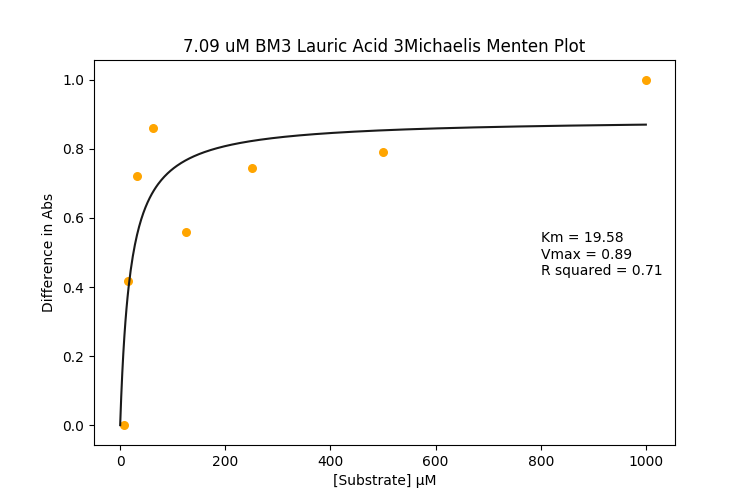 7.09 uM BM3 Lauric Acid 3Michaelis Menten Plot
1.0
0.8
0.6
0.4
0.2
0.0
Difference in Abs
Km = 19.58
Vmax = 0.89
R squared = 0.71
0 200 400 600 800 1000
[Substrate] μM